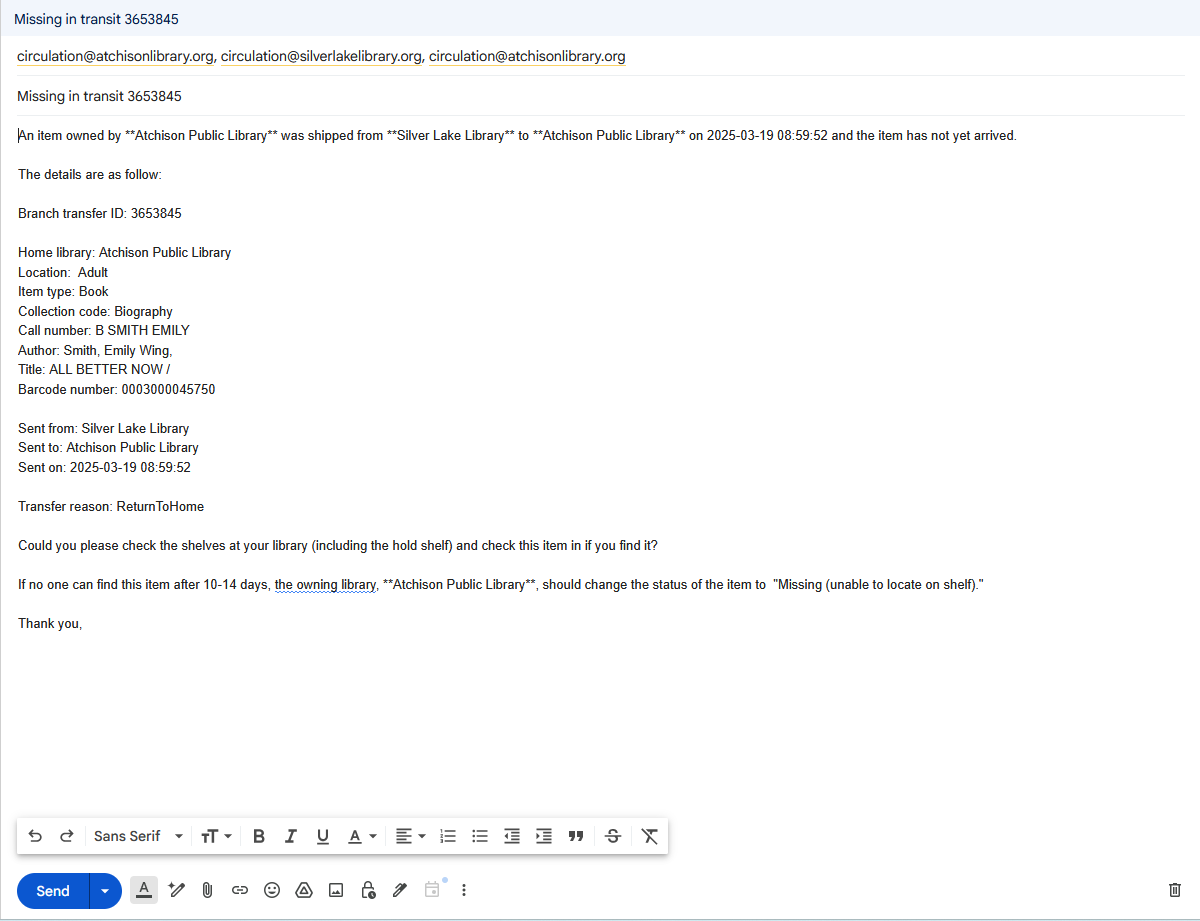 Missing in transit 3653845
circulation@atchisonlibrary.org, circulation@silverlakelibrary.org, circulation@atchisonlibrary.org
Missing in transit 3653845
An item owned by **Atchison Public Library** was shipped from **Silver Lake Library** to **Atchison Public Library** on 2025-03-19 08:59:52 and the item has not yet arrived.
The details are as follow:
Branch transfer ID: 3653845
Home library: Atchison Public Library
Location:  Adult
Item type: Book
Collection code: Biography
Call number: B SMITH EMILY
Author: Smith, Emily Wing,
Title: ALL BETTER NOW /
Barcode number: 0003000045750
Sent from: Silver Lake Library
Sent to: Atchison Public Library
Sent on: 2025-03-19 08:59:52
Transfer reason: ReturnToHome
Could you please check the shelves at your library (including the hold shelf) and check this item in if you find it?
If no one can find this item after 10-14 days, the owning library, **Atchison Public Library**, should change the status of the item to  "Missing (unable to locate on shelf)."
Thank you,
Sans Serif
Send